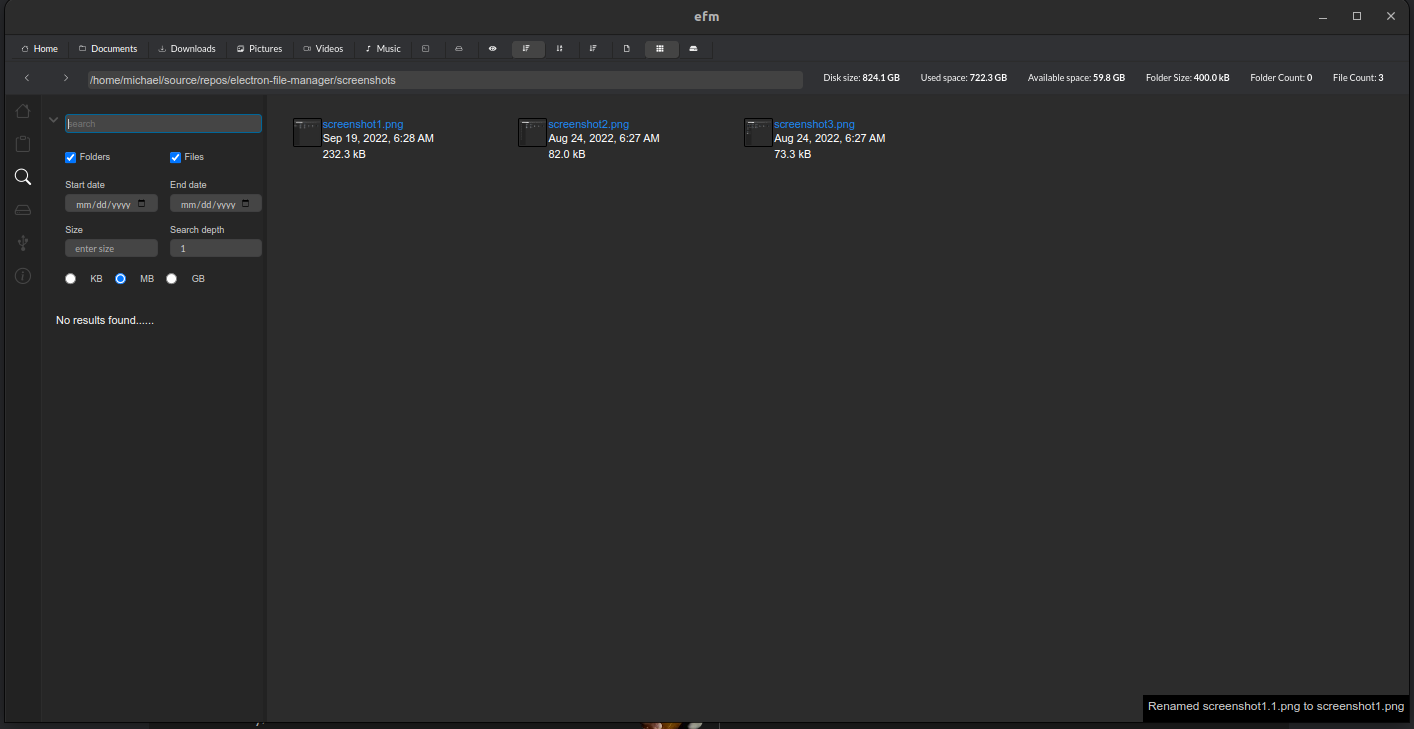 efm
Home Documents Downloads Pictures Videos Music
/home/michael/source/repos/electron-file-manager/screenshots Disk size: 824.1 GB Used space: 722.3 GB Available space: 59.8 GB Folder Size: 400.0 kB Folder Count: 0 File Count: 3
search
Folders Files
Start date End date
mm/dd/yyyy mm/dd/yyyy
Size Search depth
enter size 1
KB MB GB
No results found......
screenshot1.png
Sep 19, 2022, 6:28 AM
232.3 kB
screenshot2.png
Aug 24, 2022, 6:27 AM
82.0 kB
screenshot3.png
Aug 24, 2022, 6:27 AM
73.3 kB
Renamed screenshot1.1.png to screenshot1.png